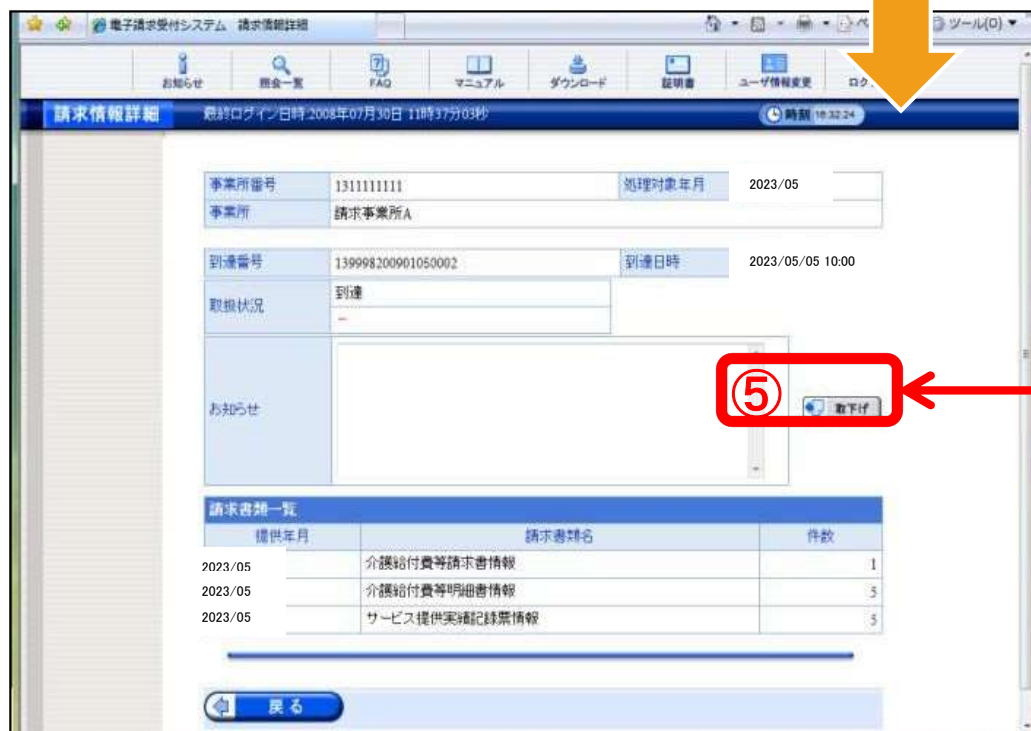 電子請求受付システム 請求情報詳細
ツール(O)
お知らせ 照会一覧 FAQ マニュアル ダウンロード 証明書 ユーザ情報変更 ログ
請求情報詳細 最終ログイン日時:2008年07月30日 11時37分03秒 時刻 18:32:24
事業所番号 1311111111 処理対象年月 2023/05
事業所 請求事業所A
到達番号 139998200901050002 到達日時 2023/05/05 10:00
取扱状況 到達
－
お知らせ ⑤ 取下げ
請求書類一覧
提供年月 請求書類名 件数
2023/05 介護給付費等請求書情報 1
2023/05 介護給付費等明細書情報 5
2023/05 サービス提供実績記録票情報 5
戻る